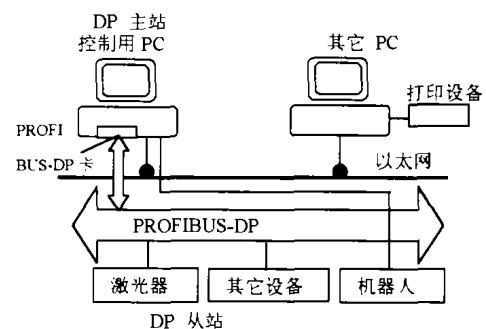 DP 主站
控制用 PC
其它 PC
打印设备
PROFI
BUS-DP 卡
以太网
PROFIBUS-DP
激光器
其它设备
机器人
DP 从站